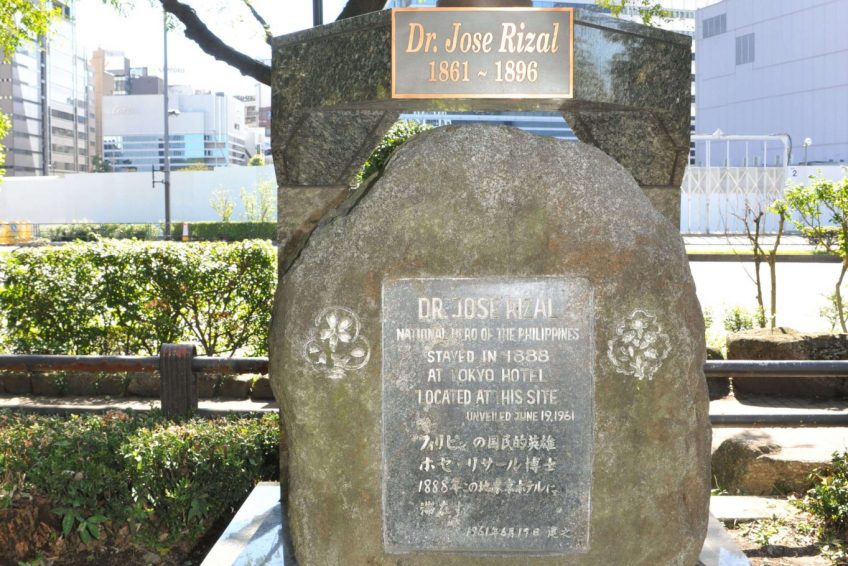 Dr. Jose Rizal
1861 ~ 1896
DR. JOSE RIZAL
NATIONAL HERO OF THE PHILIPPINES
STAYED IN 1888
AT TOKYO HOTEL
LOCATED AT THIS SITE
UNVEILED JUNE 19, 1961
フィリピンの国民的英雄
ホセ・リサール博士
1888年この地東京ホテルに
滞在す
1961年6月19日 建之